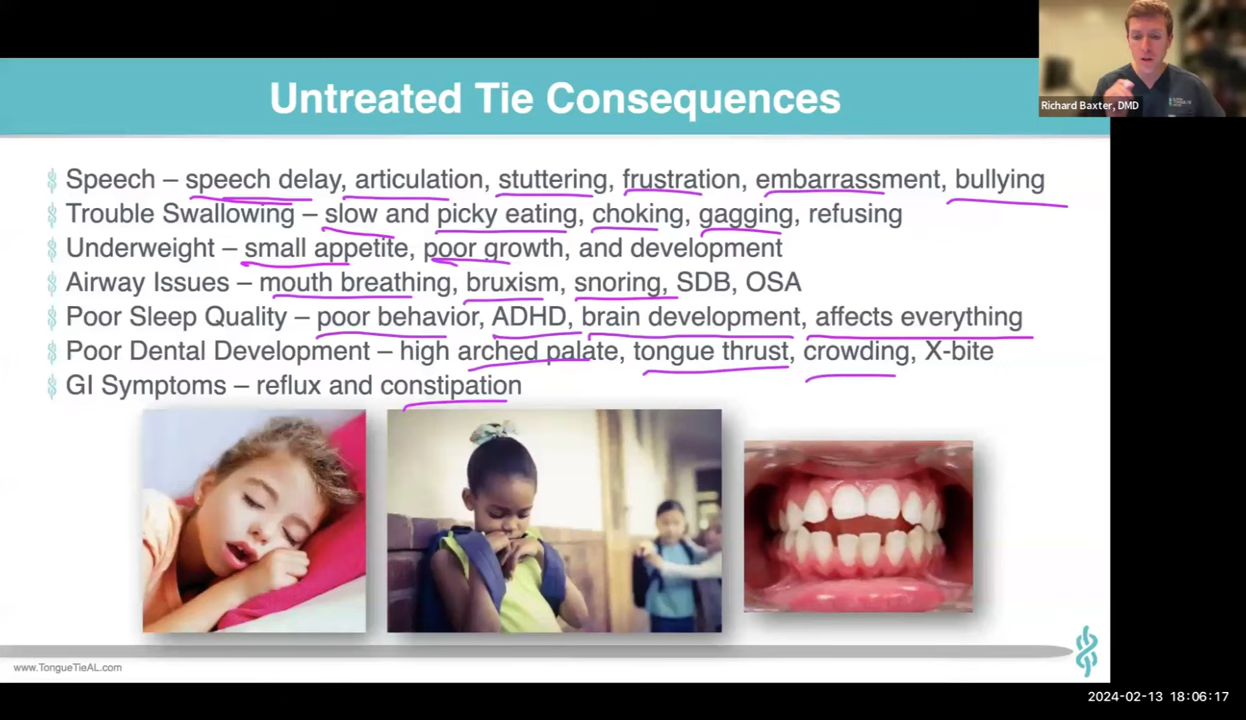 Richard Baxter, DMD
Untreated Tie Consequences
Speech – speech delay, articulation, stuttering, frustration, embarrassment, bullying
Trouble Swallowing – slow and picky eating, choking, gagging, refusing
Underweight – small appetite, poor growth, and development
Airway Issues – mouth breathing, bruxism, snoring, SDB, OSA
Poor Sleep Quality – poor behavior, ADHD, brain development, affects everything
Poor Dental Development – high arched palate, tongue thrust, crowding, X-bite
GI Symptoms – reflux and constipation
www.TongueTieAL.com
2024-02-13 18:06:17